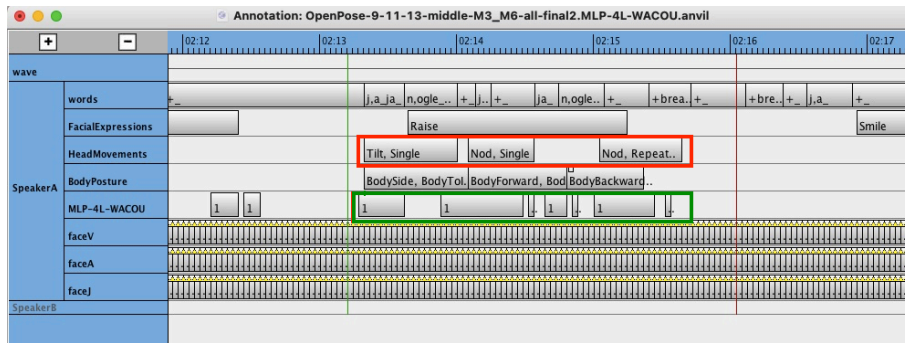 Annotation: OpenPose-9-11-13-middle-M3_M6-all-final2.MLP-4L-WACOU.anvil
+ - 02:12 02:13 02:14 02:15 02:16 02:17
wave
words +_ j,a_ja_ n,ogle_.. +_ j.. +_ ja_ n,ogle.. +_ +brea.. +_ +bre.. +_ j,a_ +_
FacialExpressions Raise Smile
HeadMovements Tilt, Single Nod, Single Nod, Repeat..
SpeakerA BodyPosture BodySide, BodyTol.. BodyForward, Bod BodyBackward..
MLP-4L-WACOU 1 1 1 1 .. 1 .. 1 ..
faceV
faceA
faceJ
SpeakerB